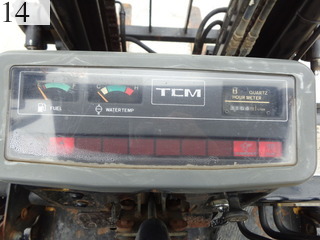 14
TCM
QUARTZ
HOUR METER
FUEL
WATER TEMP